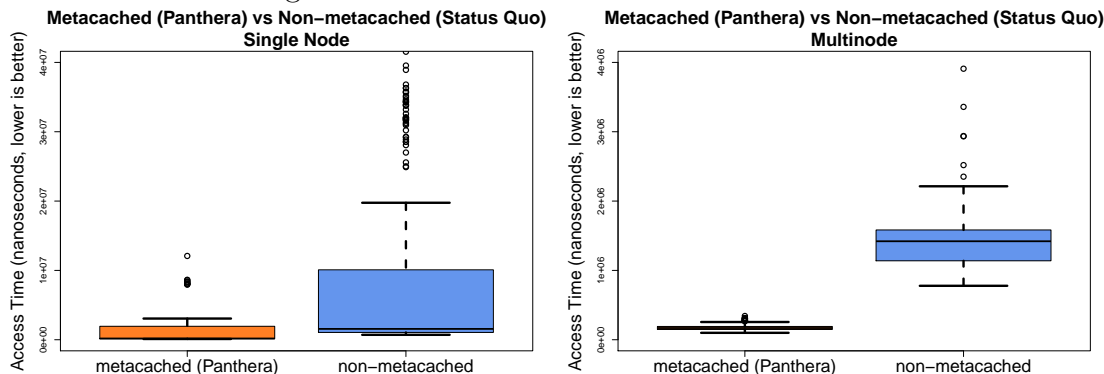 Metacached (Panthera) vs Non−metacached (Status Quo)
Single Node
Access Time (nanoseconds, lower is better)
4e+07
3e+07
2e+07
1e+07
0e+00
metacached (Panthera)
non−metacached
Metacached (Panthera) vs Non−metacached (Status Quo)
Multinode
Access Time (nanoseconds, lower is better)
4e+06
3e+06
2e+06
1e+06
0e+00
metacached (Panthera)
non−metacached